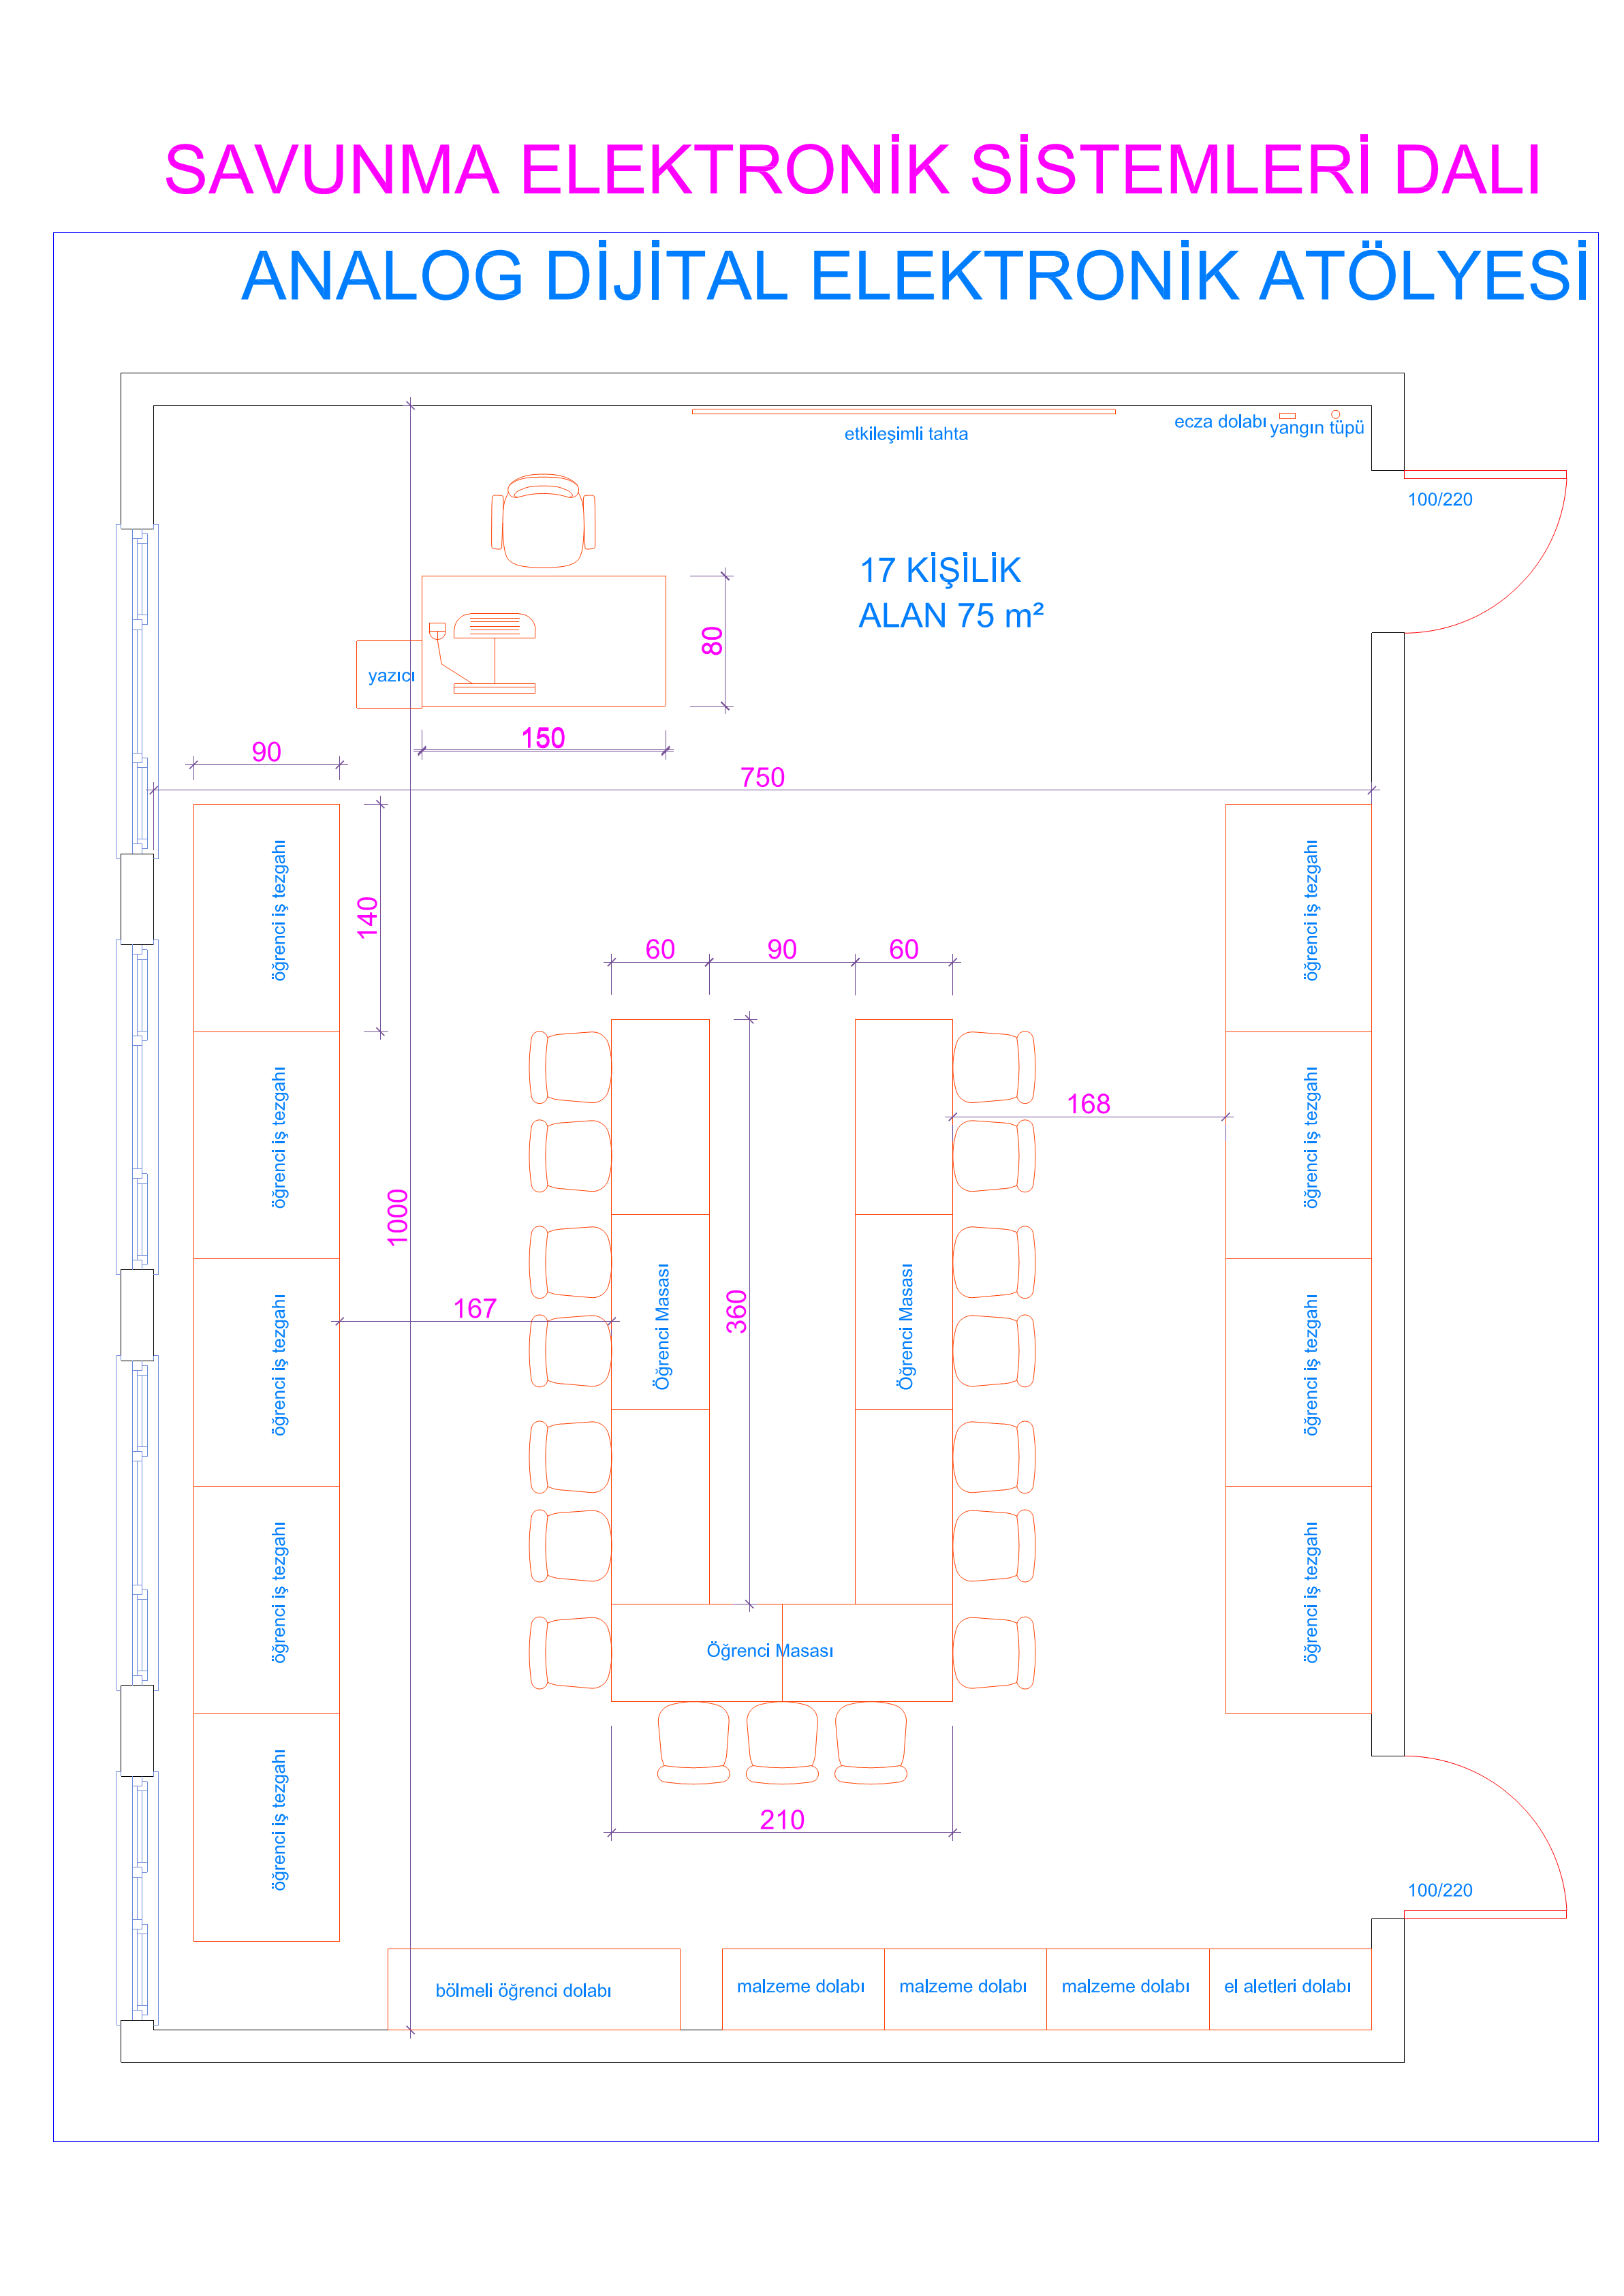 SAVUNMA ELEKTRONİK SİSTEMLERİ DALI
ANALOG DİJİTAL ELEKTRONİK ATÖLYESİ
etkileşimli tahta
ecza dolabı
yangın tüpü
100/220
17 KİŞİLİK
ALAN 75 m²
80
yazıcı
150
90
750
140
öğrenci iş tezgahı
öğrenci iş tezgahı
60
90
60
168
öğrenci iş tezgahı
öğrenci iş tezgahı
1000
167
360
Öğrenci Masası
Öğrenci Masası
öğrenci iş tezgahı
öğrenci iş tezgahı
öğrenci iş tezgahı
öğrenci iş tezgahı
Öğrenci Masası
öğrenci iş tezgahı
210
100/220
bölmeli öğrenci dolabı
malzeme dolabı
malzeme dolabı
malzeme dolabı
el aletleri dolabı